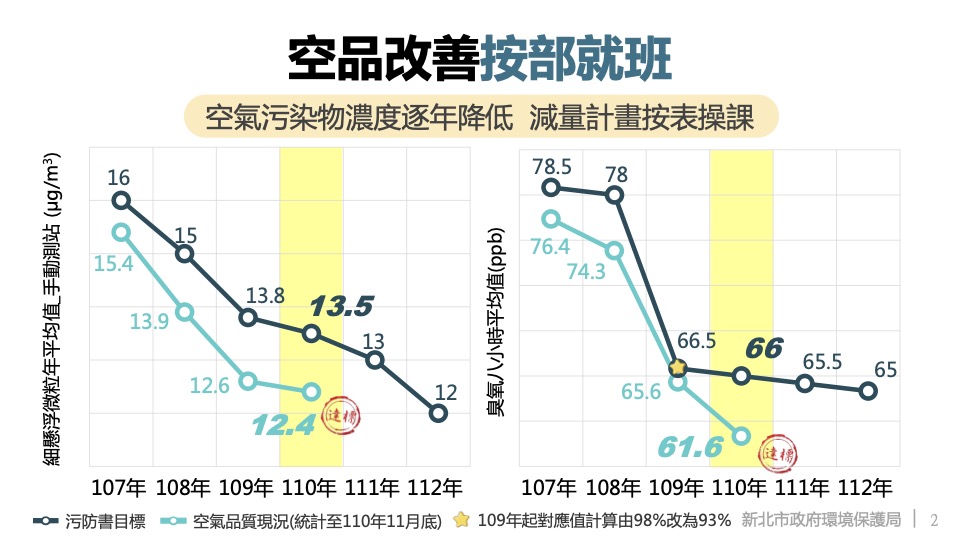 空品改善按部就班
空氣污染物濃度逐年降低 減量計畫按表操課
細懸浮微粒年平均值_手動測站 (μg/m³)
16
15
13.8
13.5
13
12
15.4
13.9
12.6
12.4
達標
107年 108年 109年 110年 111年 112年
臭氧八小時平均值(ppb)
78.5
78
66.5
66
65.5
65
76.4
74.3
65.6
61.6
達標
107年 108年 109年 110年 111年 112年
污防書目標 空氣品質現況(統計至110年11月底) 109年起對應值計算由98%改為93% 新北市政府環境保護局 | 2